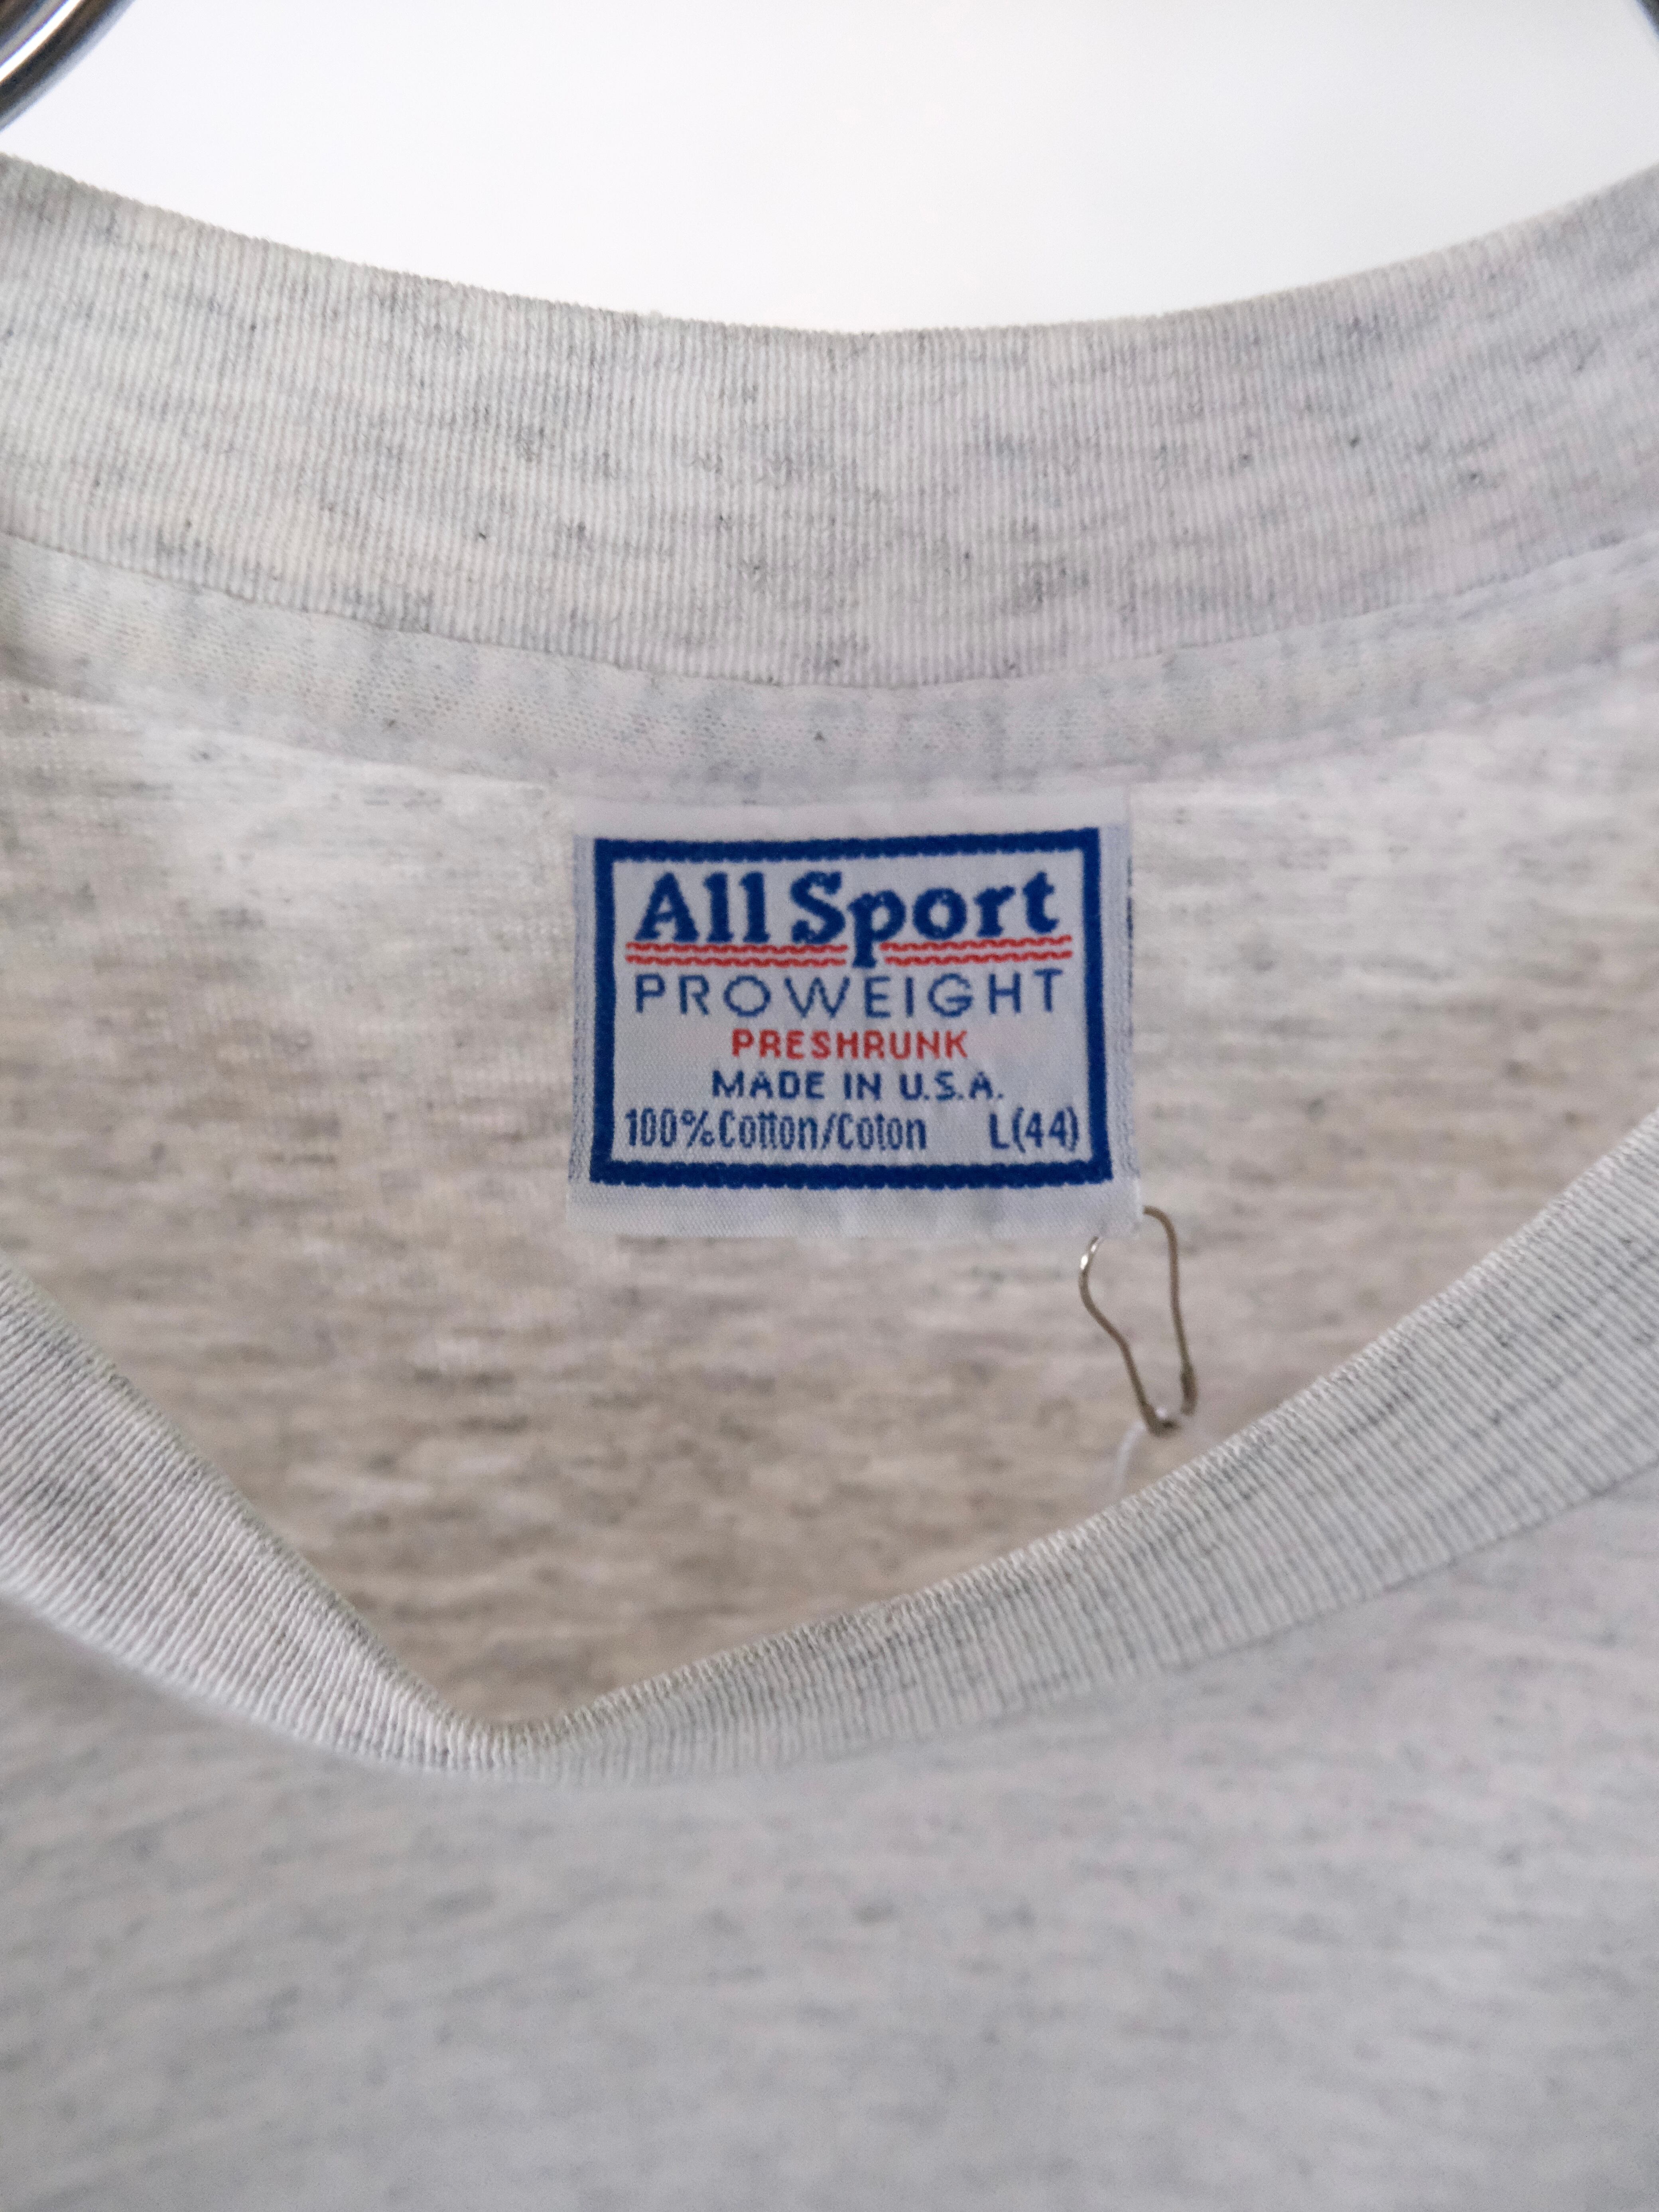 All Sport
PROWEIGHT
PRESHRUNK
MADE IN U.S.A.
100% Cotton/Coton L(44)